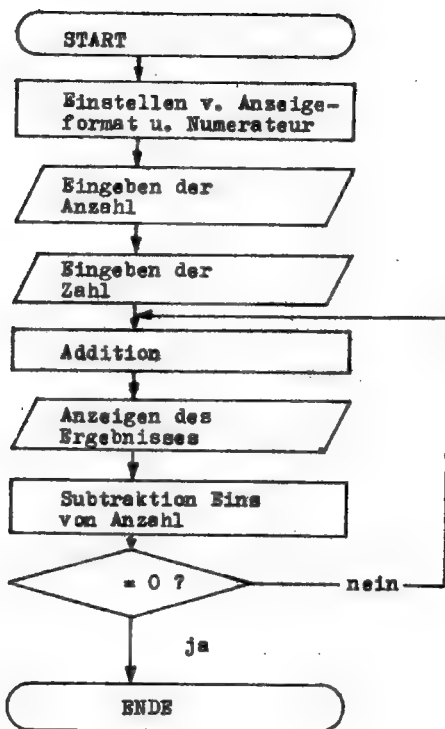 START
Einstellen v. Anzeige-
format u. Numerateur
Eingeben der
Anzahl
Eingeben der
Zahl
Addition
Anzeigen des
Ergebnisses
Subtraktion Eins
von Anzahl
= 0 ?
nein
ja
ENDE